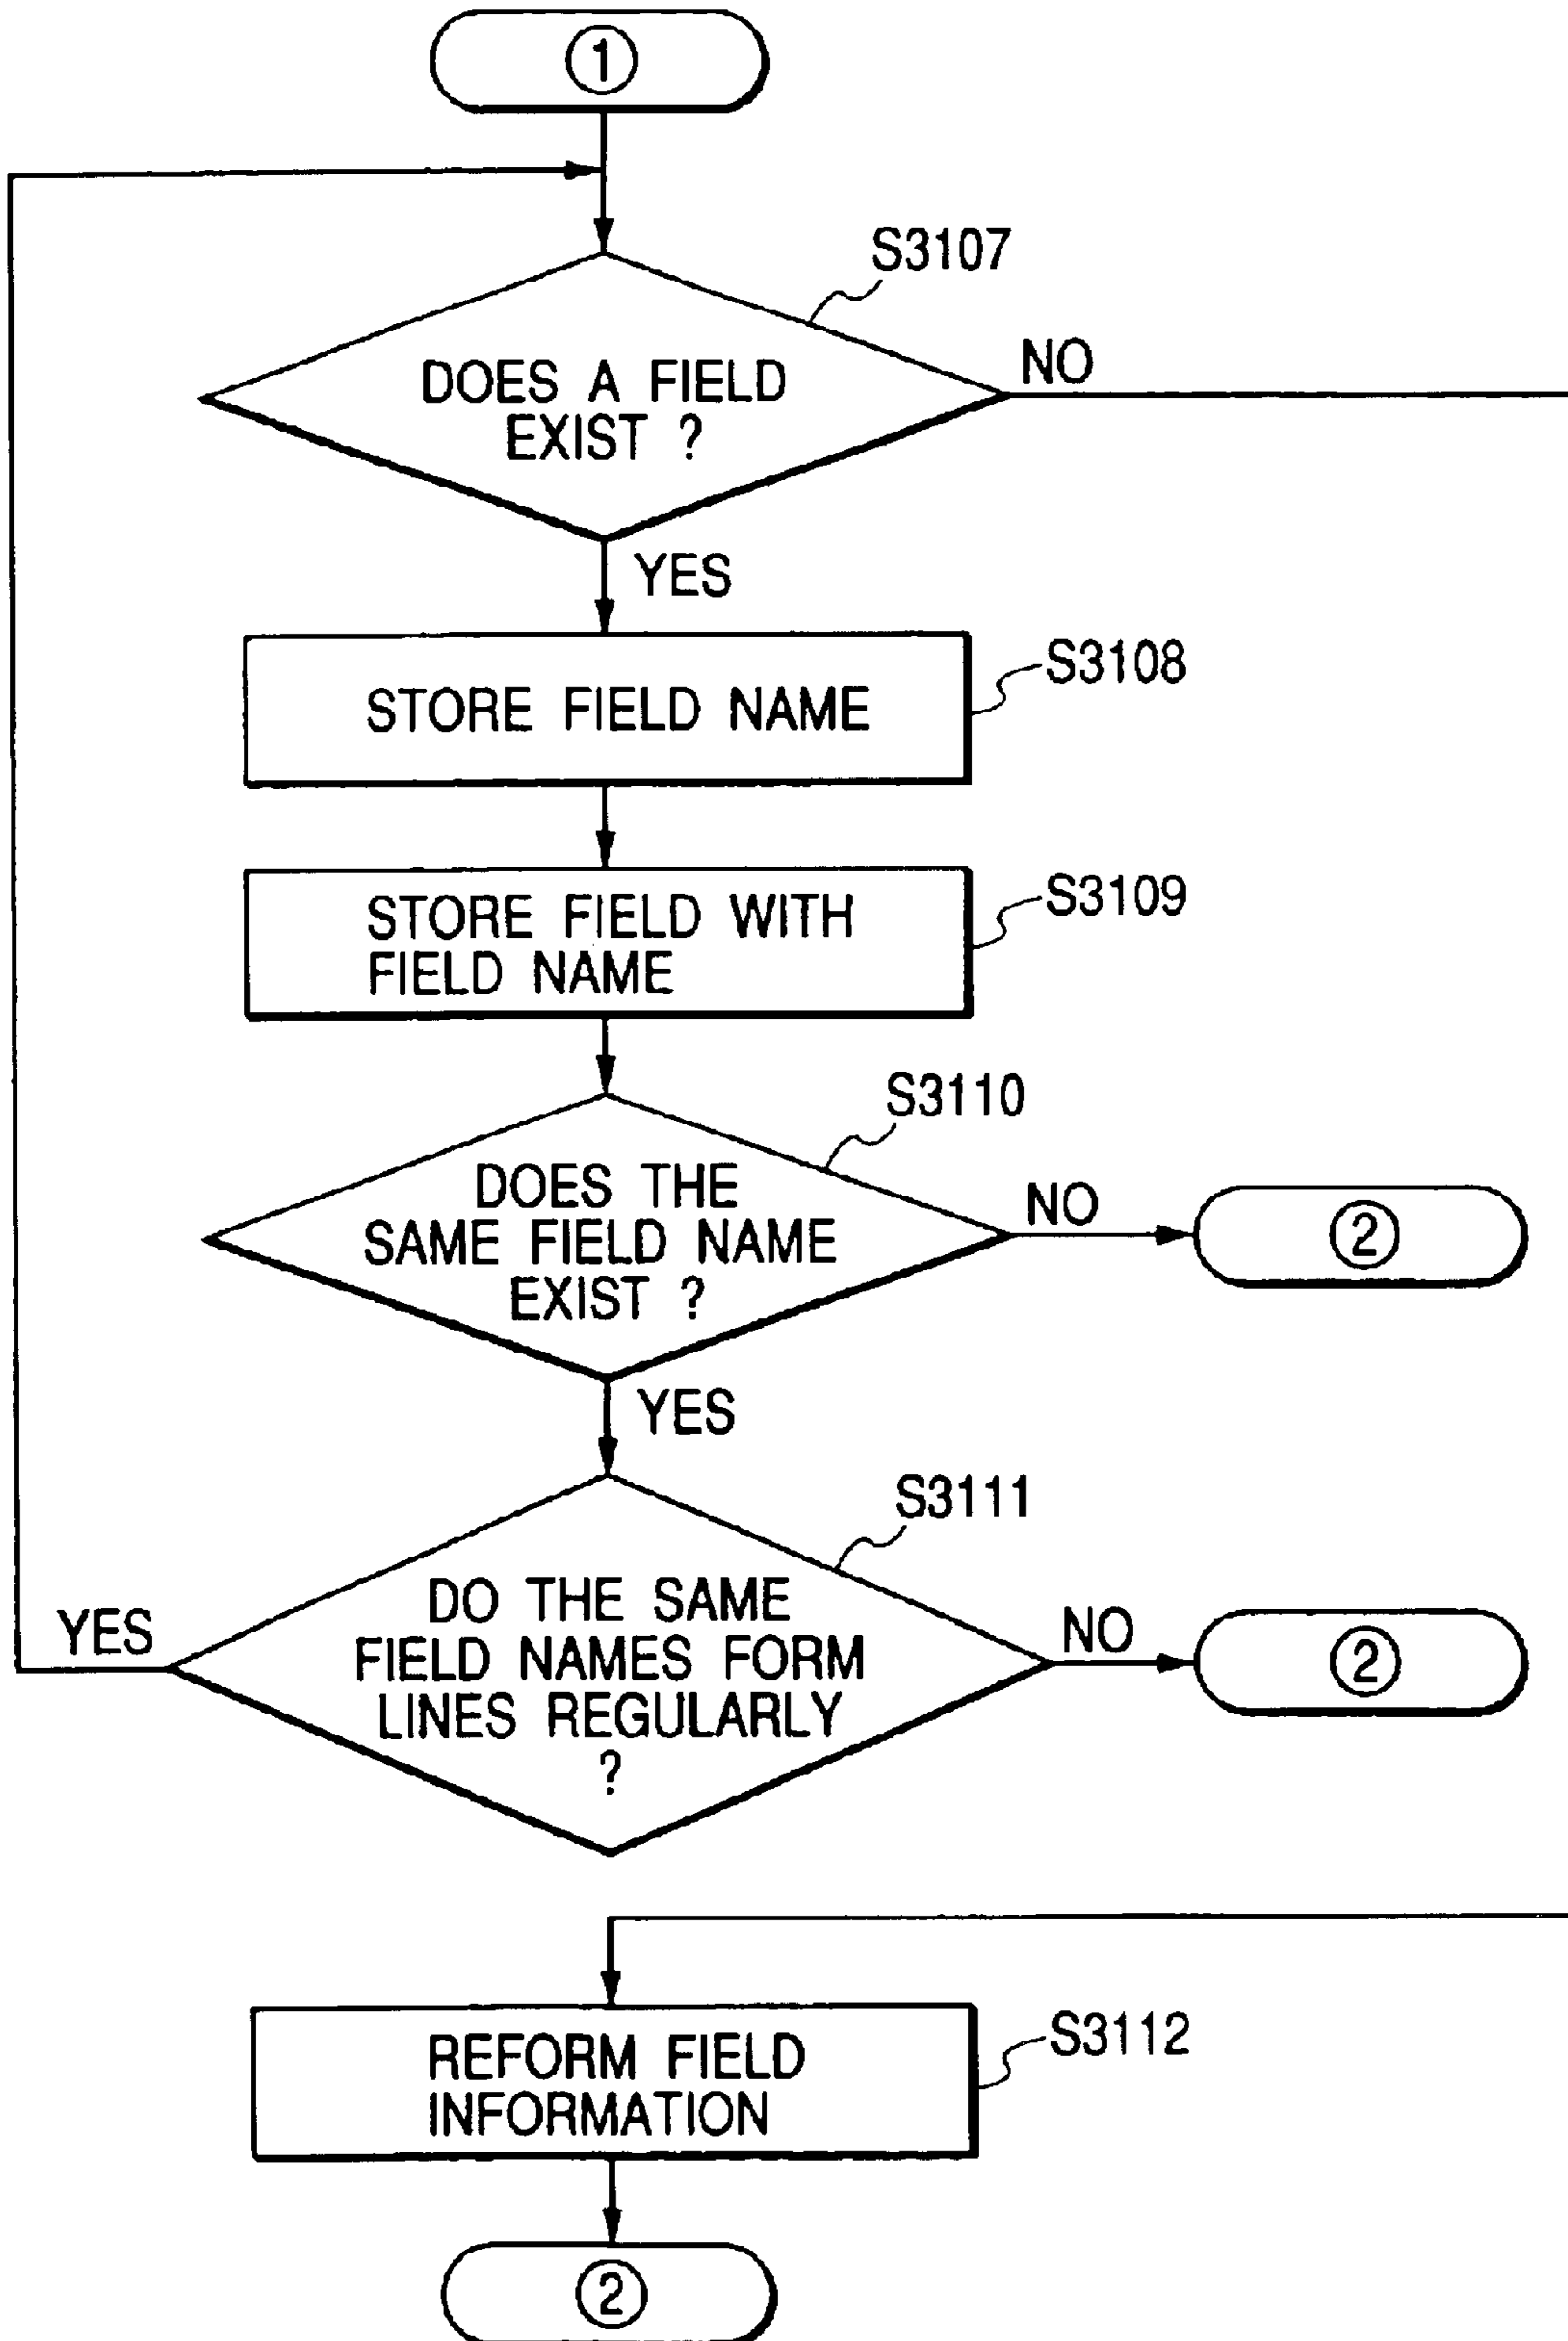 1
S3107
DOES A FIELD
EXIST ?
NO
YES
STORE FIELD NAME
S3108
STORE FIELD WITH
FIELD NAME
S3109
S3110
DOES THE
SAME FIELD NAME
EXIST ?
NO
2
YES
S3111
DO THE SAME
FIELD NAMES FORM
LINES REGULARLY
?
YES
NO
2
REFORM FIELD
INFORMATION
S3112
2